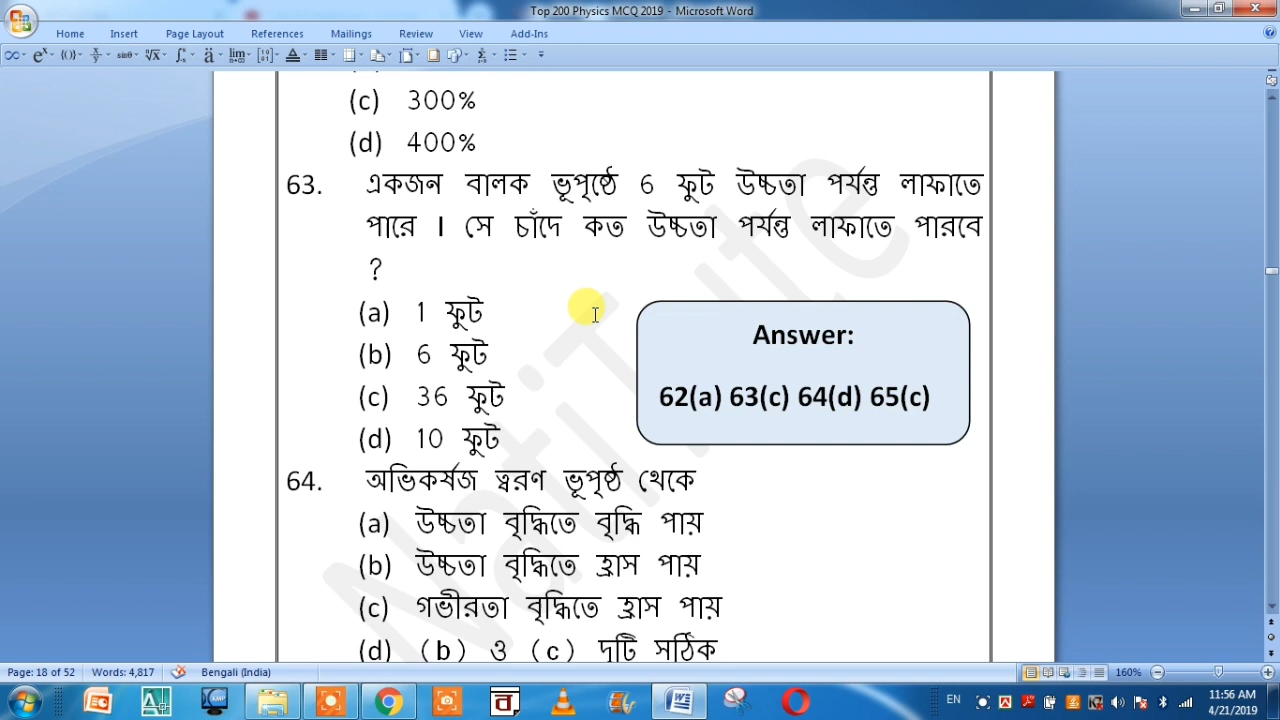 Top 200 Physics MCQ 2019 - Microsoft Word
Home Insert Page Layout References Mailings Review View Add-Ins
(c) 300%
(d) 400%
63. একজন বালক ভূপৃষ্ঠে 6 ফুট উচ্চতা পর্যন্ত লাফাতে
পারে । সে চাঁদে কত উচ্চতা পর্যন্ত লাফাতে পারবে
?
(a) 1 ফুট
(b) 6 ফুট
(c) 36 ফুট
(d) 10 ফুট
Answer:
62(a) 63(c) 64(d) 65(c)
64. অভিকর্ষজ ত্বরণ ভূপৃষ্ঠ থেকে
(a) উচ্চতা বৃদ্ধিতে বৃদ্ধি পায়
(b) উচ্চতা বৃদ্ধিতে হ্রাস পায়
(c) গভীরতা বৃদ্ধিতে হ্রাস পায়
(d) (b) ও (c) দুটি সঠিক
Page: 18 of 52 Words: 4,817 Bengali (India) 160%
EN 11:56 AM
4/21/2019